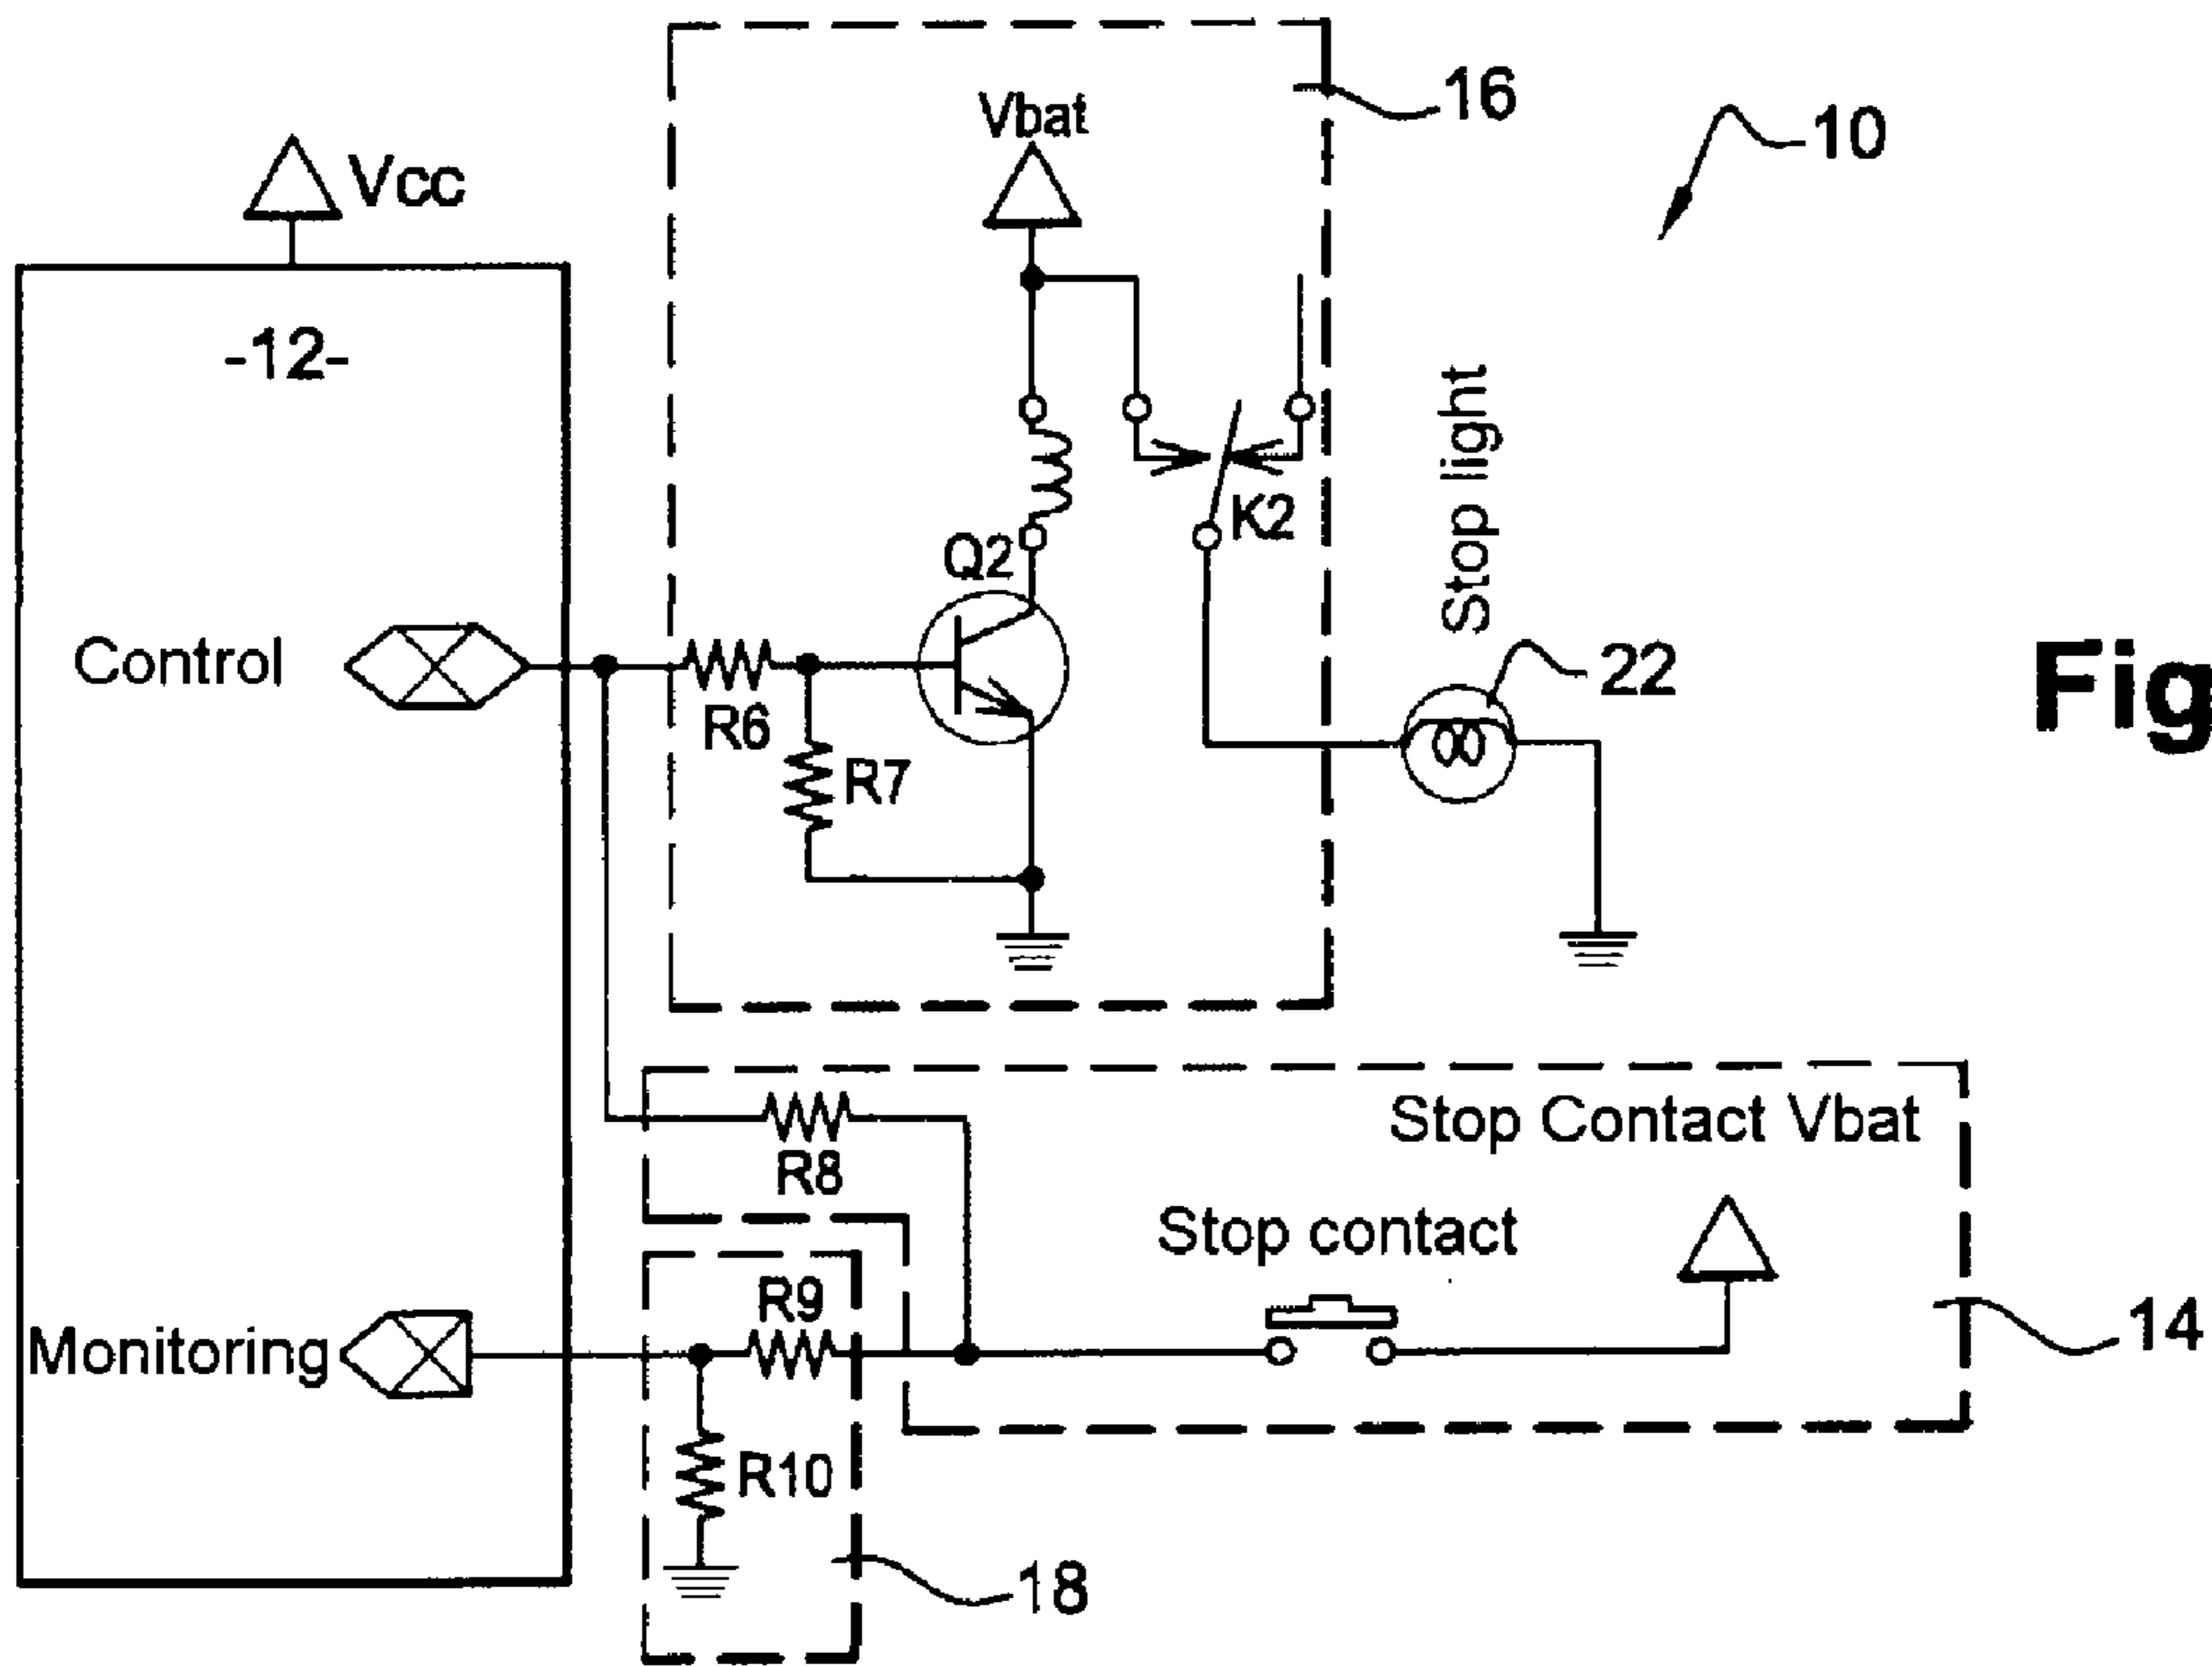 16
10
Vbat
Vcc
-12-
K2
Stop light
Q2
Control
22
Fig
R6
R7
Stop Contact Vbat
R8
Stop contact
R9
14
Monitoring
R10
18